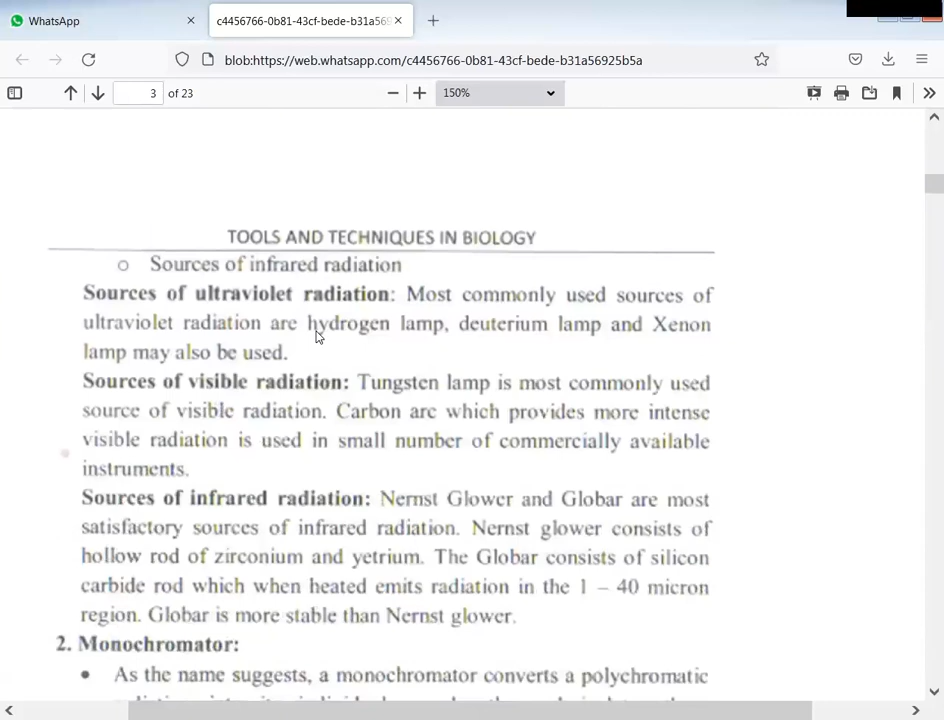 WhatsApp
c4456766-0b81-43cf-bede-b31a569
blob:https://web.whatsapp.com/c4456766-0b81-43cf-bede-b31a56925b5a
3 of 23
150%
TOOLS AND TECHNIQUES IN BIOLOGY
o Sources of infrared radiation
Sources of ultraviolet radiation: Most commonly used sources of
ultraviolet radiation are hydrogen lamp, deuterium lamp and Xenon
lamp may also be used.
Sources of visible radiation: Tungsten lamp is most commonly used
source of visible radiation. Carbon arc which provides more intense
visible radiation is used in small number of commercially available
instruments.
Sources of infrared radiation: Nernst Glower and Globar are most
satisfactory sources of infrared radiation. Nernst glower consists of
hollow rod of zirconium and yetrium. The Globar consists of silicon
carbide rod which when heated emits radiation in the 1 – 40 micron
region. Globar is more stable than Nernst glower.
2. Monochromator:
• As the name suggests, a monochromator converts a polychromatic